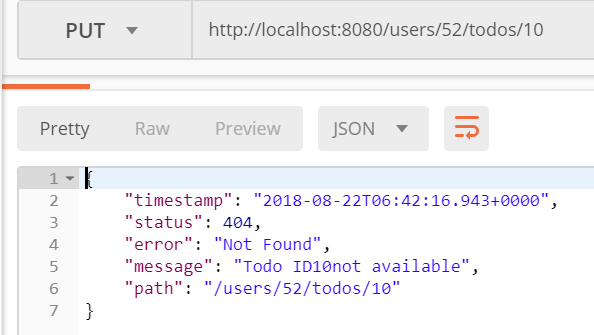 PUT http://localhost:8080/users/52/todos/10
Pretty Raw Preview JSON
1 {
2 "timestamp": "2018-08-22T06:42:16.943+0000",
3 "status": 404,
4 "error": "Not Found",
5 "message": "Todo ID10not available",
6 "path": "/users/52/todos/10"
7 }